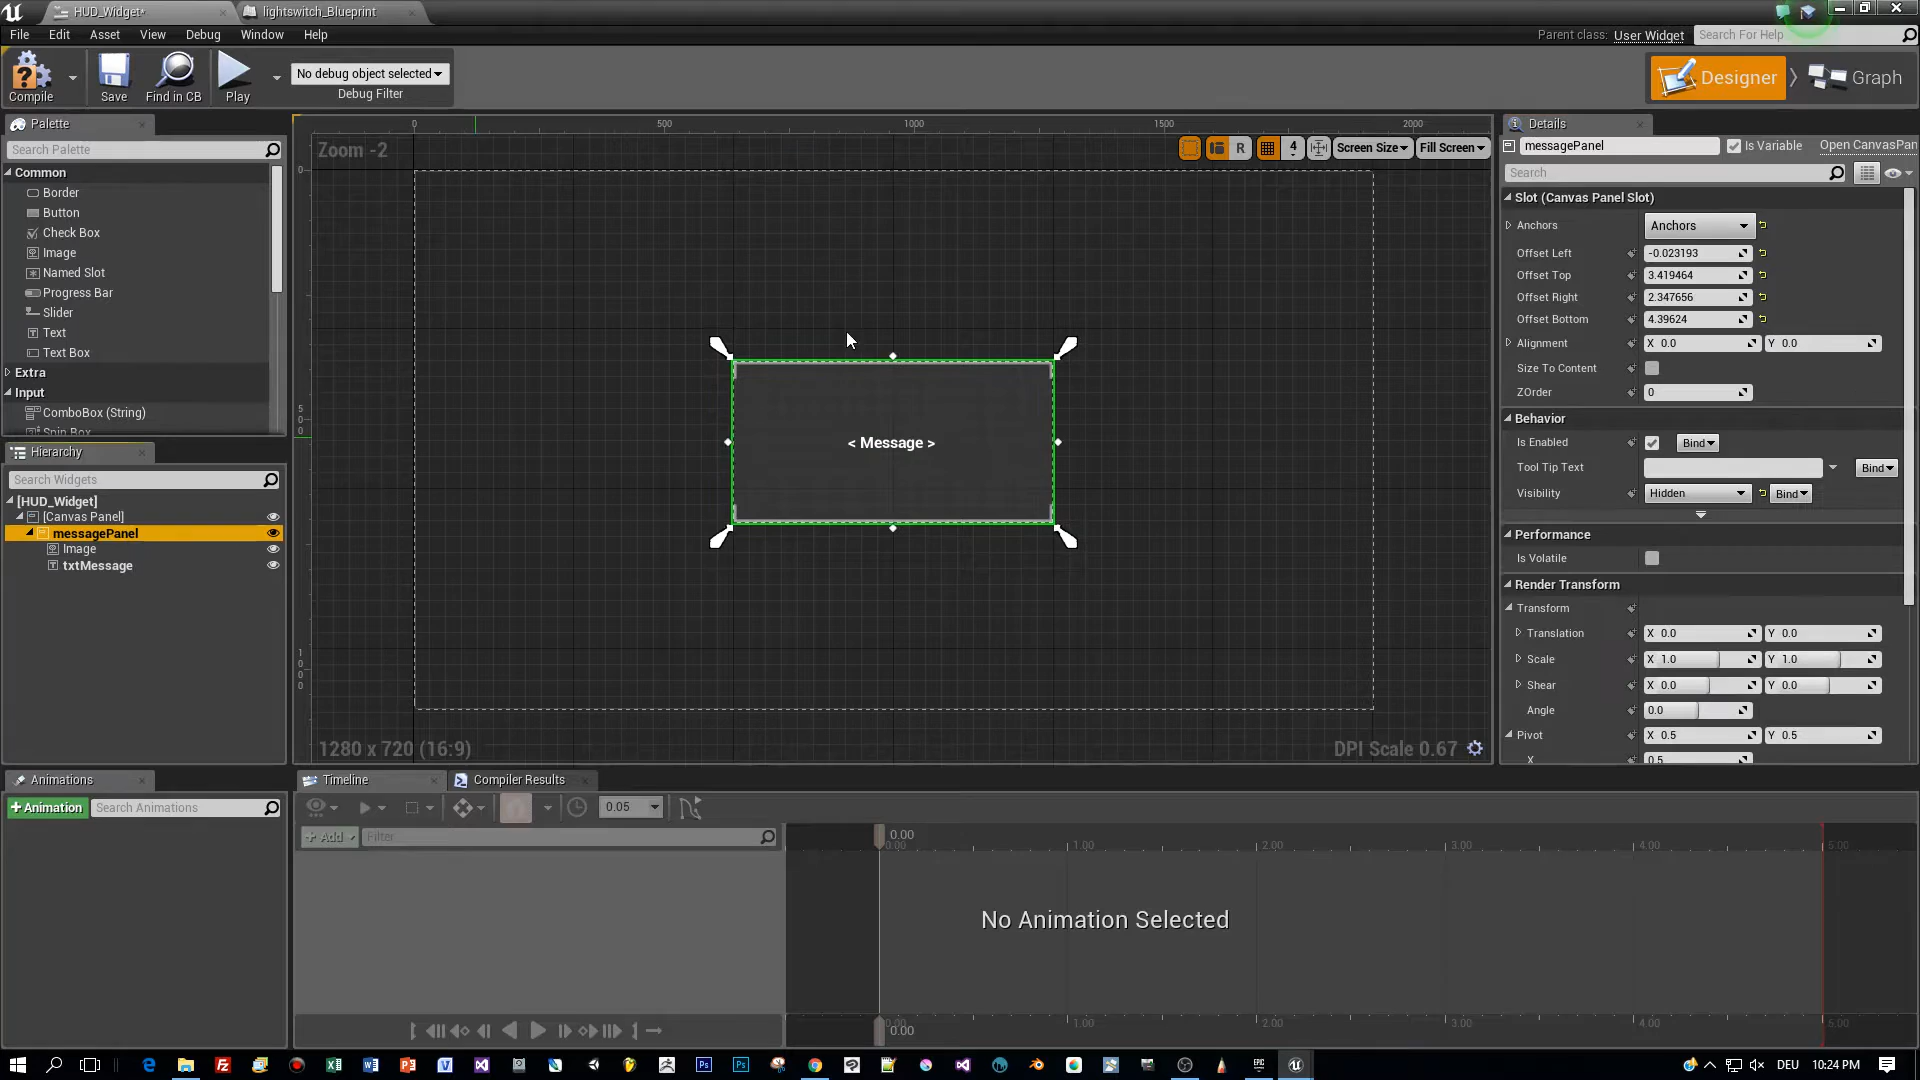 HUD_Widget*
lightswitch_Blueprint
File Edit Asset View Debug Window Help
Parent class: User Widget
Search For Help
Compile
Save
Find in CB
Play
No debug object selected
Debug Filter
Designer
Graph
Palette
Search Palette
Common
Border
Button
Check Box
Image
Named Slot
Progress Bar
Slider
Text
Text Box
Extra
Input
ComboBox (String)
Spin Box
Hierarchy
Search Widgets
[HUD_Widget]
[Canvas Panel]
messagePanel
Image
txtMessage
0 500 1000 1500 2000
Zoom -2
R
4
Screen Size
Fill Screen
0
500
1000
< Message >
1280 x 720 (16:9)
DPI Scale 0.67
Details
messagePanel
Is Variable
Open CanvasPan
Search
Slot (Canvas Panel Slot)
Anchors Anchors
Offset Left -0.023193
Offset Top 3.419464
Offset Right 2.347656
Offset Bottom 4.39624
Alignment X 0.0 Y 0.0
Size To Content
ZOrder 0
Behavior
Is Enabled Bind
Tool Tip Text Bind
Visibility Hidden Bind
Performance
Is Volatile
Render Transform
Transform
Translation X 0.0 Y 0.0
Scale X 1.0 Y 1.0
Shear X 0.0 Y 0.0
Angle 0.0
Pivot X 0.5 Y 0.5
X 0.5
Animations
+Animation
Search Animations
Timeline
Compiler Results
0.05
+ Add
Filter
0.00
0.00 1.00 2.00 3.00 4.00 5.00
No Animation Selected
0.00 1.00 2.00 3.00 4.00 5.00
0.00
DEU
10:24 PM